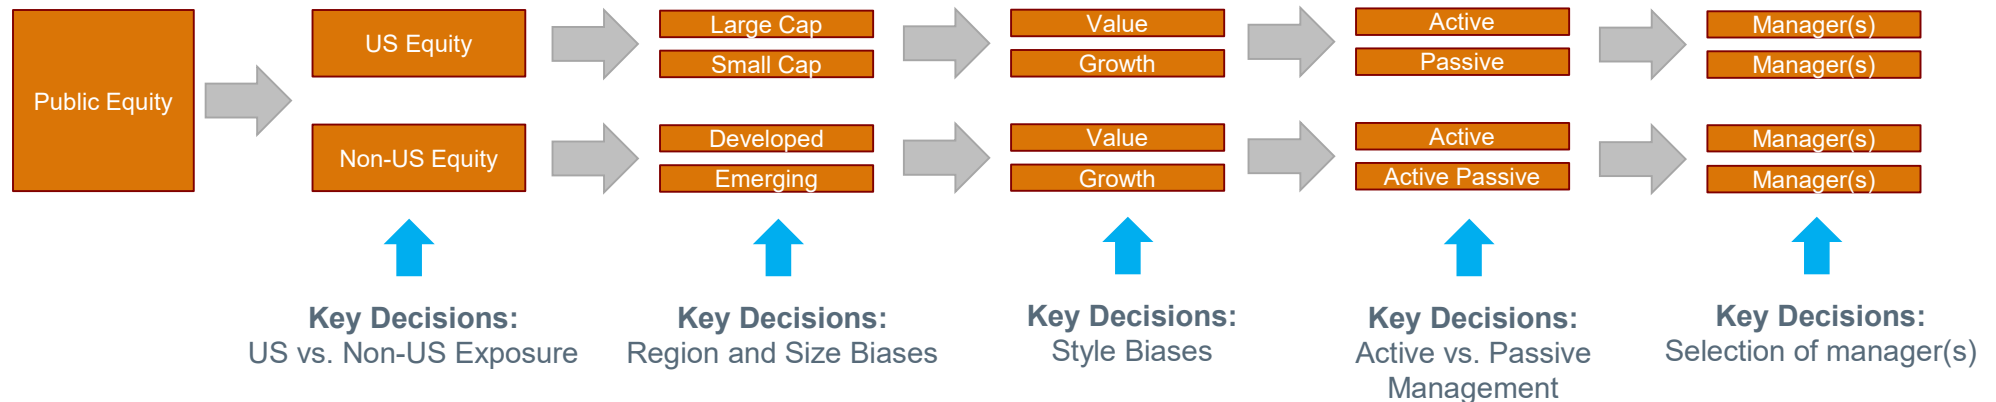 Public Equity
US Equity
Non-US Equity
Large Cap
Small Cap
Developed
Emerging
Value
Growth
Value
Growth
Active
Passive
Active
Active Passive
Manager(s)
Manager(s)
Manager(s)
Manager(s)
Key Decisions:
US vs. Non-US Exposure
Key Decisions:
Region and Size Biases
Key Decisions:
Style Biases
Key Decisions:
Active vs. Passive
Management
Key Decisions:
Selection of manager(s)